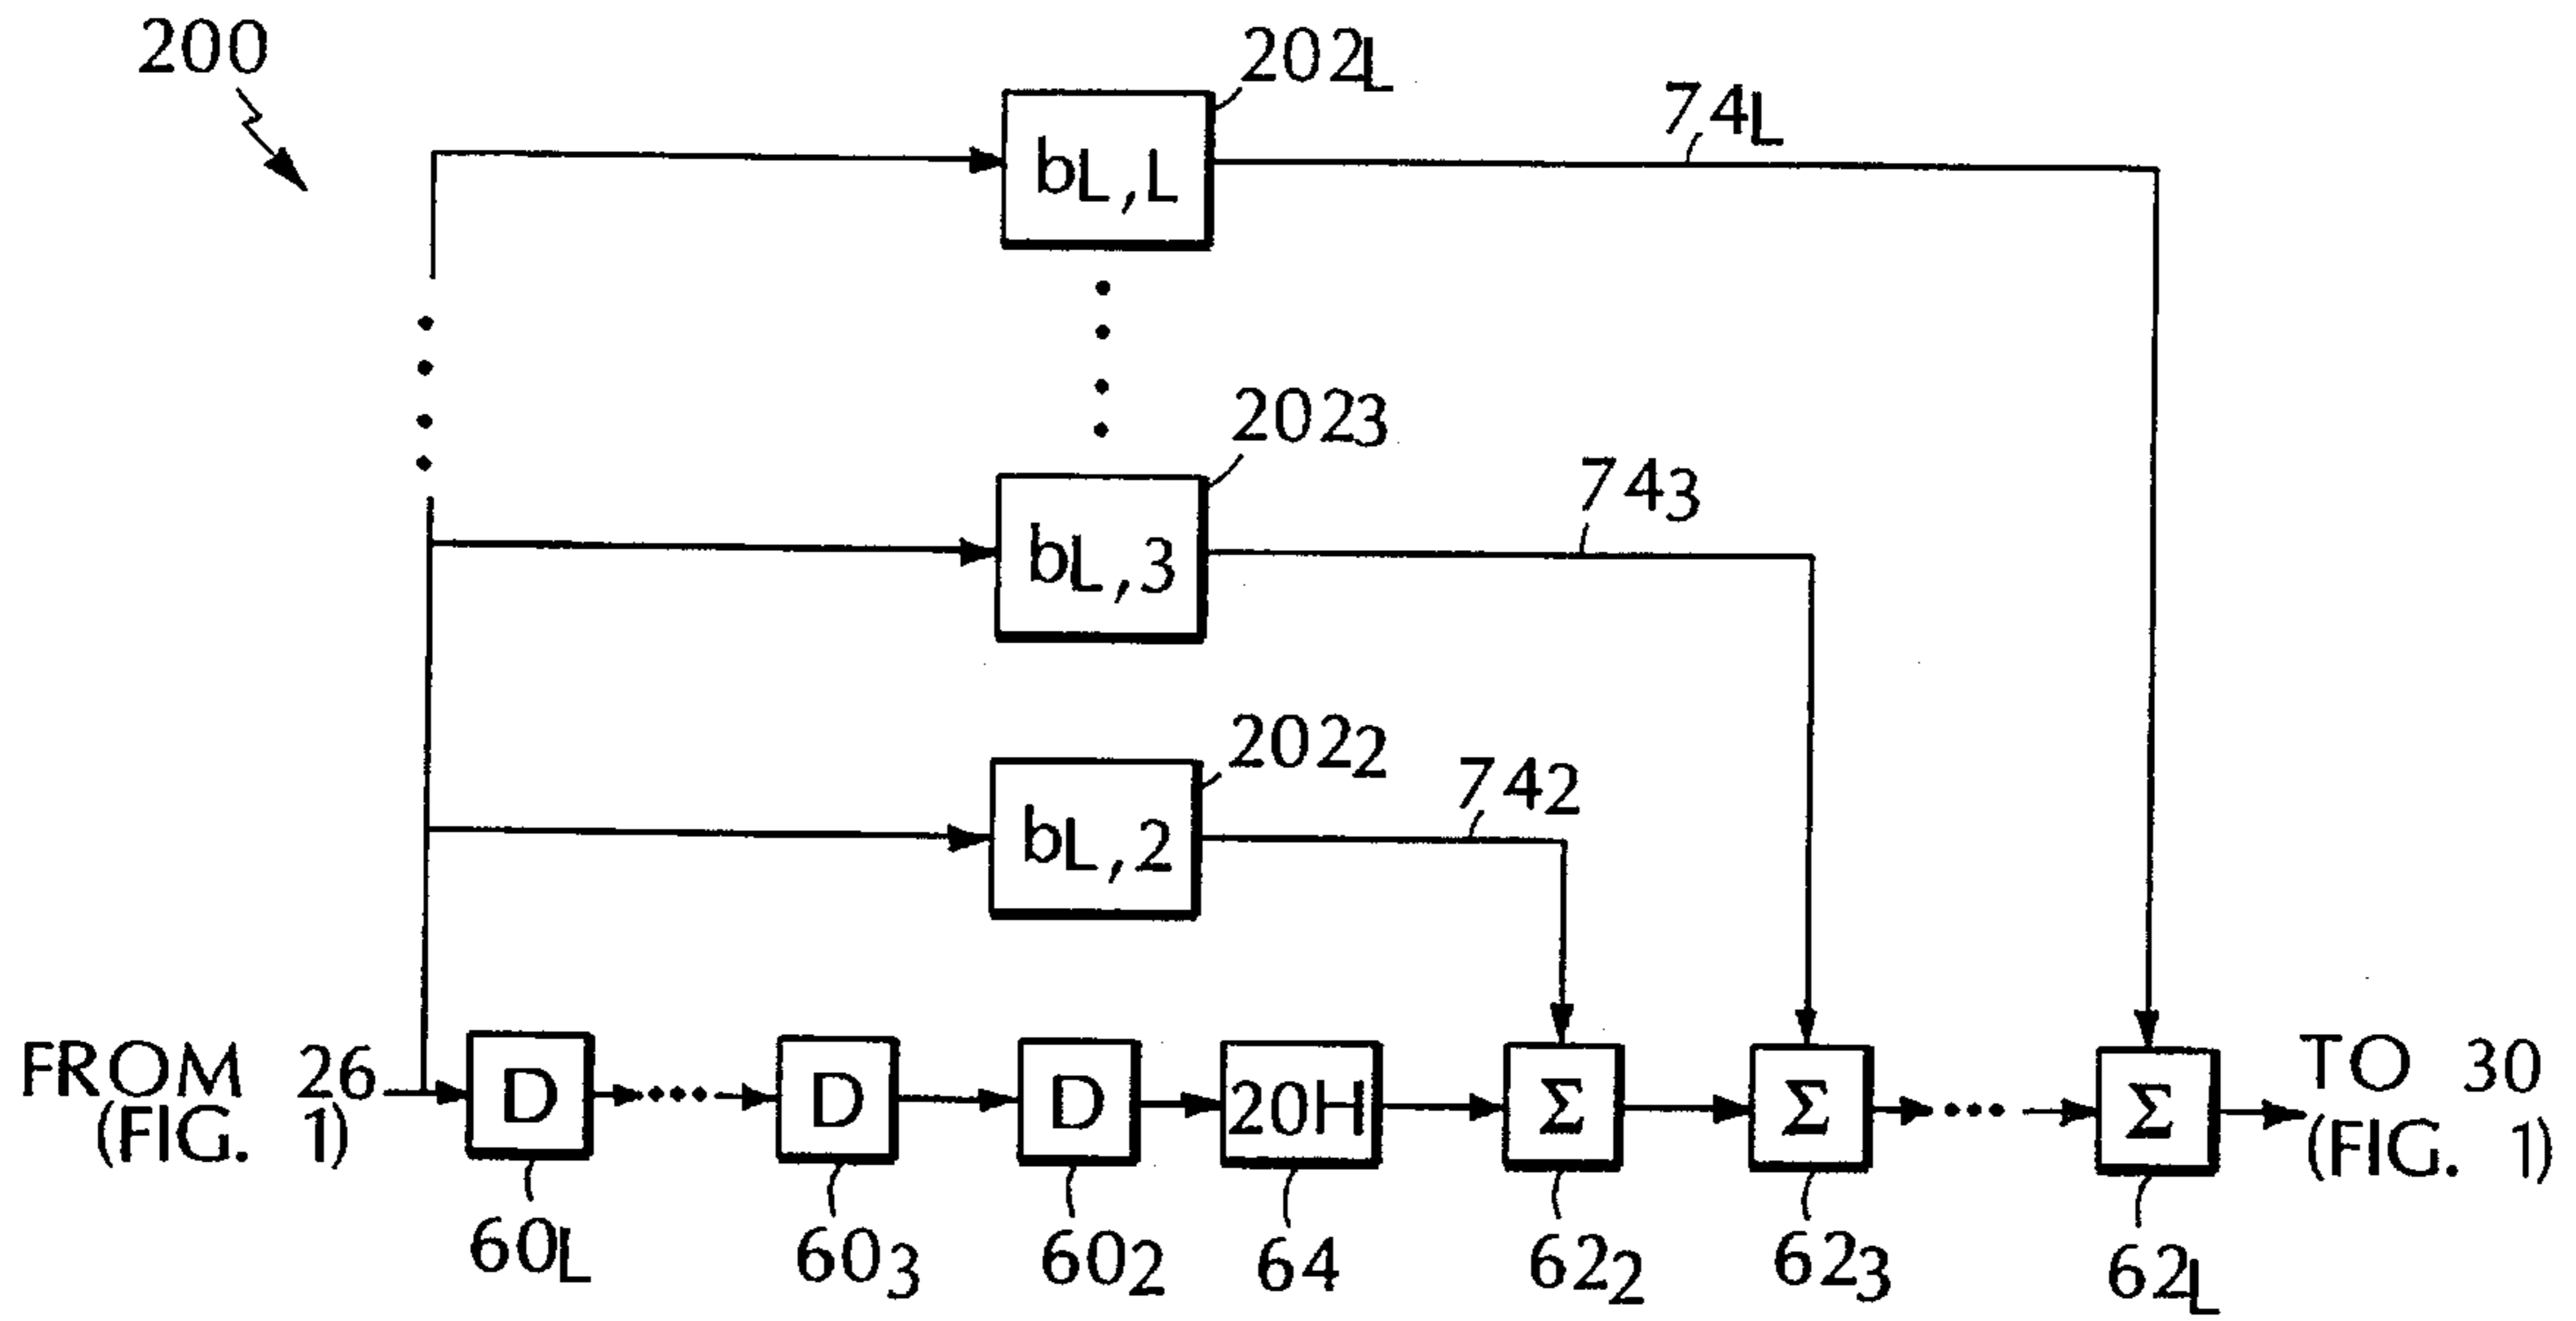 200
202L
bL,L
74L
2023
bL,3
743
2022
bL,2
742
FROM 26
(FIG. 1)
D
D
D
20H
Σ
Σ
Σ
TO 30
(FIG. 1)
60L
603
602
64
622
623
62L